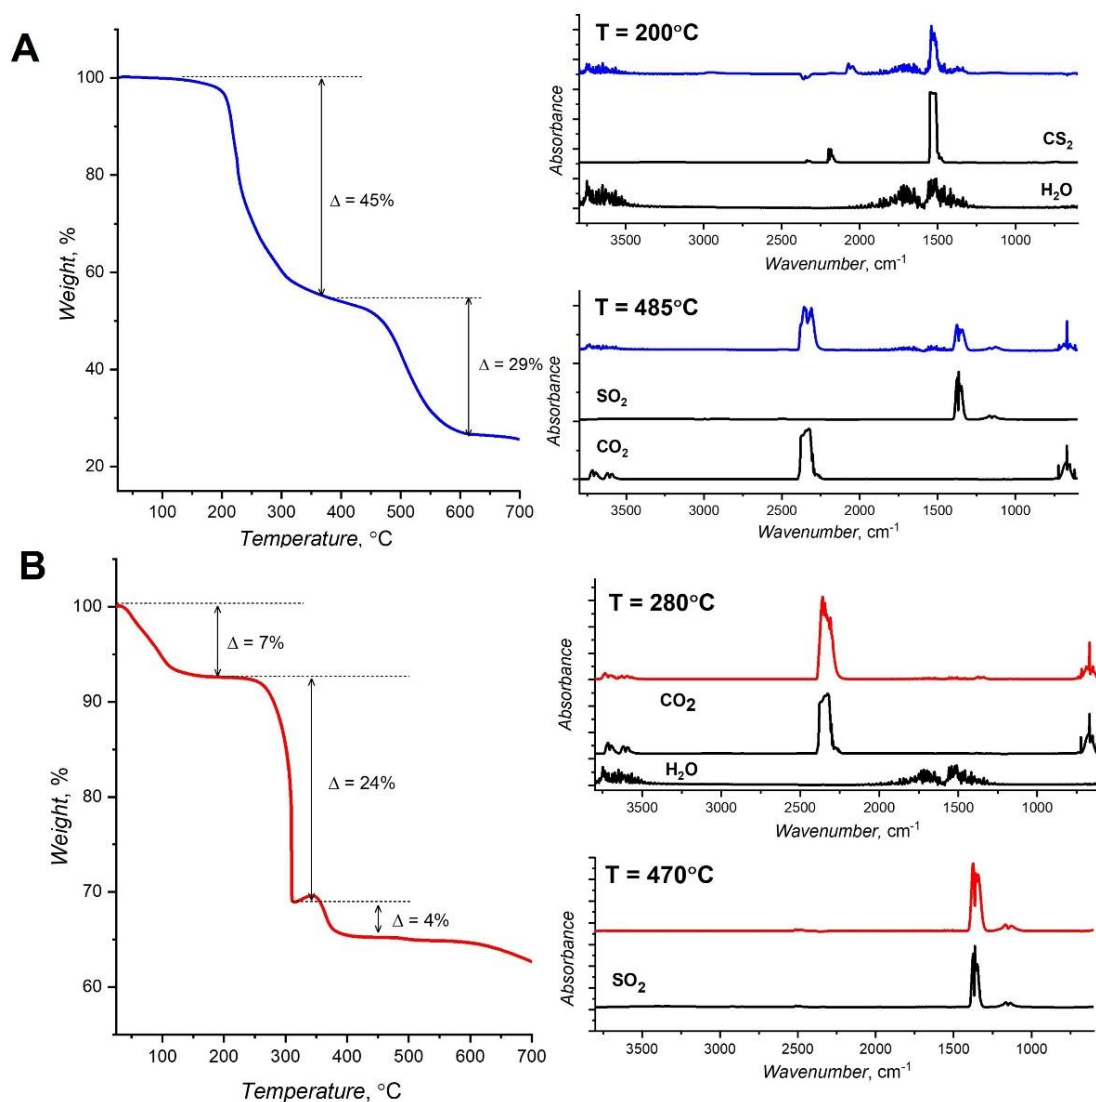 A
Weight, %
100
80
60
40
20
Δ = 45%
Δ = 29%
100 200 300 400 500 600 700
Temperature, °C
T = 200°C
Absorbance
CS2
H2O
3500 3000 2500 2000 1500 1000
Wavenumber, cm-1
T = 485°C
Absorbance
SO2
CO2
3500 3000 2500 2000 1500 1000
Wavenumber, cm-1
B
Weight, %
100
90
80
70
60
Δ = 7%
Δ = 24%
Δ = 4%
100 200 300 400 500 600 700
Temperature, °C
T = 280°C
Absorbance
CO2
H2O
3500 3000 2500 2000 1500 1000
Wavenumber, cm-1
T = 470°C
Absorbance
SO2
3500 3000 2500 2000 1500 1000
Wavenumber, cm-1